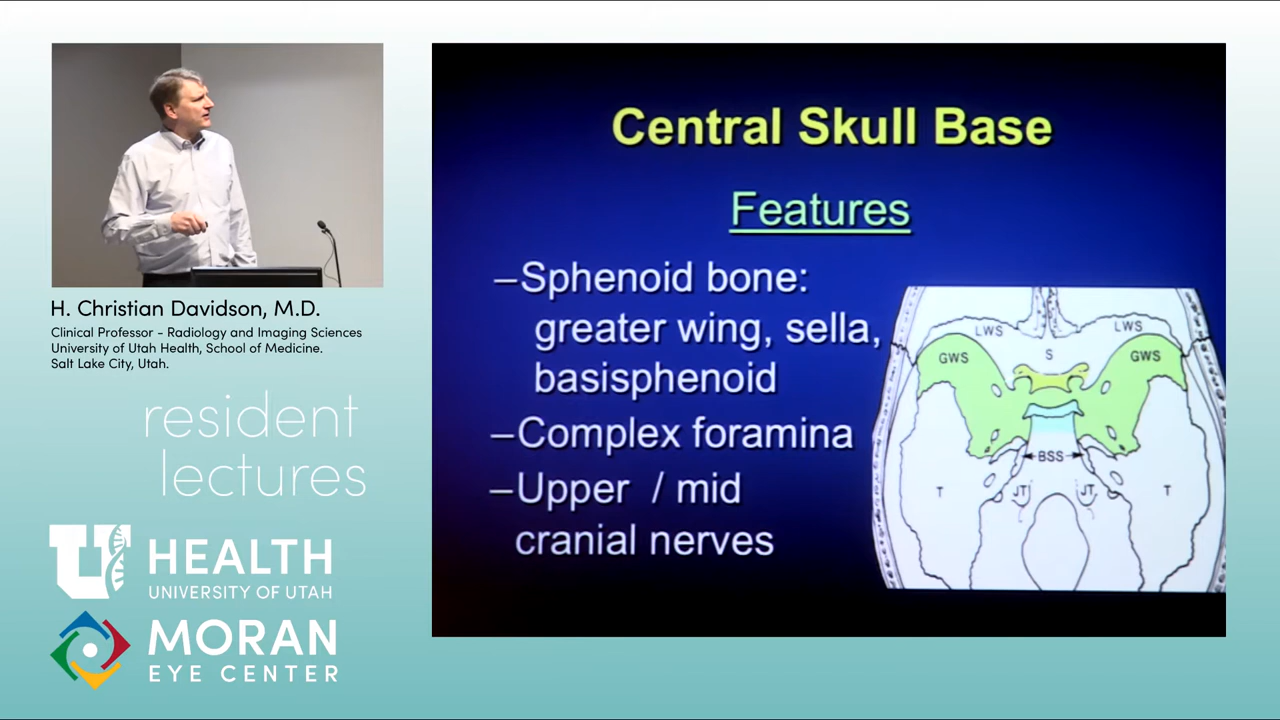 Central Skull Base
Features
–Sphenoid bone:
greater wing, sella,
basisphenoid
–Complex foramina
–Upper / mid
cranial nerves
LWS
LWS
GWS
S
GWS
BSS
T
JT
JT
T
H. Christian Davidson, M.D.
Clinical Professor - Radiology and Imaging Sciences
University of Utah Health, School of Medicine.
Salt Lake City, Utah.
resident
lectures
U
HEALTH
UNIVERSITY OF UTAH
MORAN
EYE CENTER